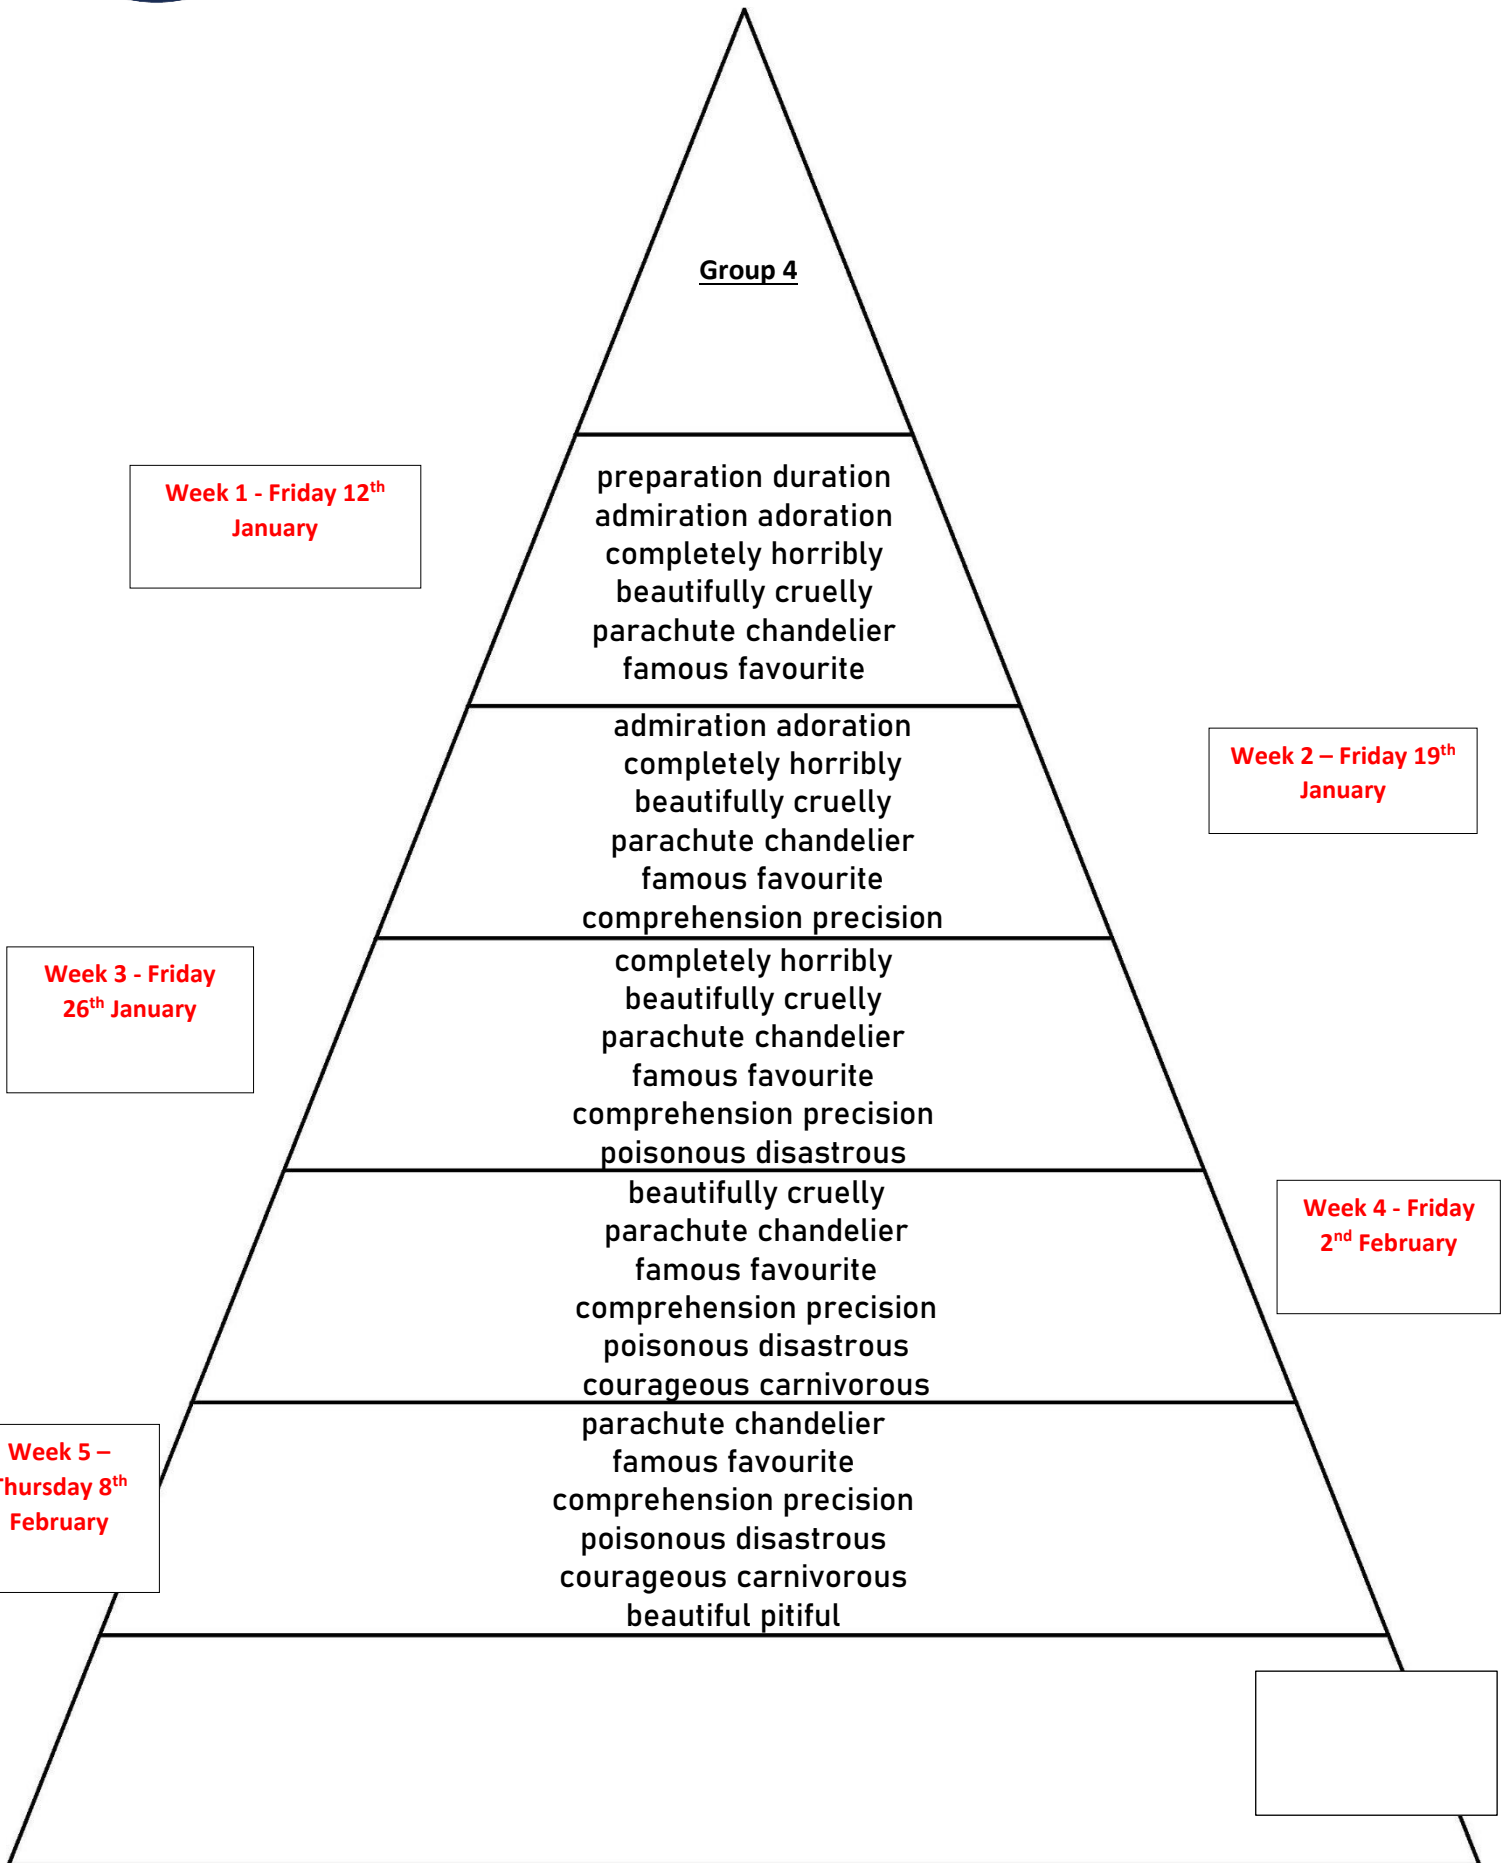 Group 4
Week 1 - Friday 12th
January
preparation duration
admiration adoration
completely horribly
beautifully cruelly
parachute chandelier
famous favourite
Week 2 – Friday 19th
January
admiration adoration
completely horribly
beautifully cruelly
parachute chandelier
famous favourite
comprehension precision
Week 3 - Friday
26th January
completely horribly
beautifully cruelly
parachute chandelier
famous favourite
comprehension precision
poisonous disastrous
Week 4 - Friday
2nd February
beautifully cruelly
parachute chandelier
famous favourite
comprehension precision
poisonous disastrous
courageous carnivorous
Week 5 –
Thursday 8th
February
parachute chandelier
famous favourite
comprehension precision
poisonous disastrous
courageous carnivorous
beautiful pitiful